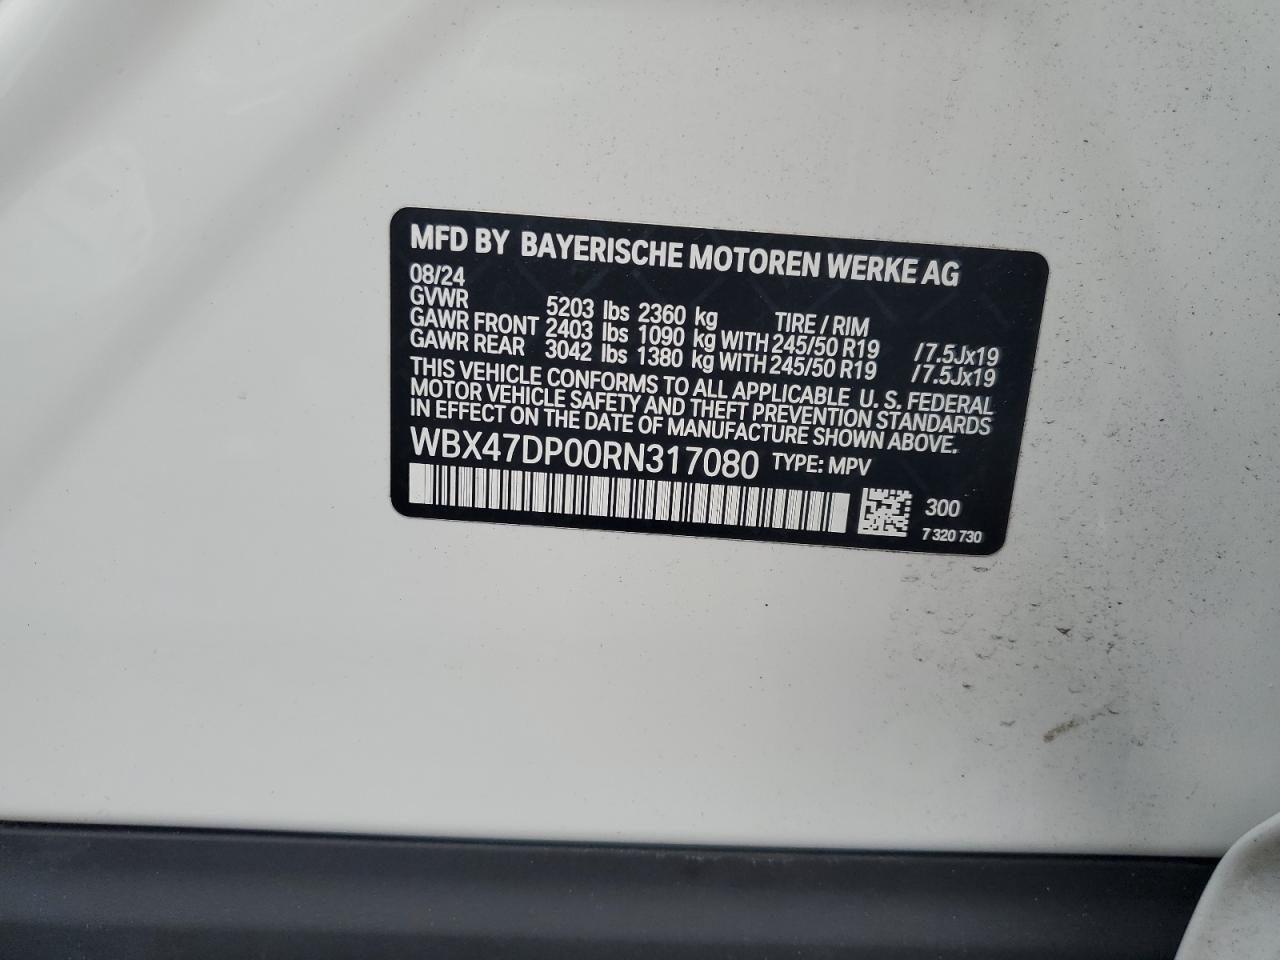 MFD BY BAYERISCHE MOTOREN WERKE AG
08/24
GVWR 5203 lbs 2360 kg TIRE / RIM
GAWR FRONT 2403 lbs 1090 kg WITH 245/50 R19 /7.5Jx19
GAWR REAR 3042 lbs 1380 kg WITH 245/50 R19 /7.5Jx19
THIS VEHICLE CONFORMS TO ALL APPLICABLE U. S. FEDERAL
MOTOR VEHICLE SAFETY AND THEFT PREVENTION STANDARDS
IN EFFECT ON THE DATE OF MANUFACTURE SHOWN ABOVE.
WBX47DP00RN317080 TYPE: MPV
300
7 320 730